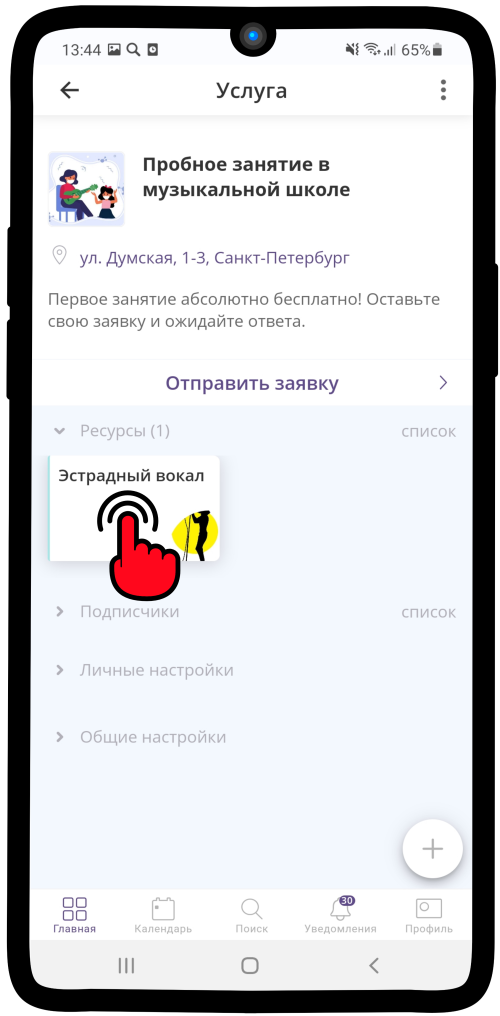 13:44 65%
Услуга
Пробное занятие в
музыкальной школе
ул. Думская, 1-3, Санкт-Петербург
Первое занятие абсолютно бесплатно! Оставьте
свою заявку и ожидайте ответа.
Отправить заявку
Ресурсы (1) список
Эстрадный вокал
Подписчики список
Личные настройки
Общие настройки
30
Главная Календарь Поиск Уведомления Профиль